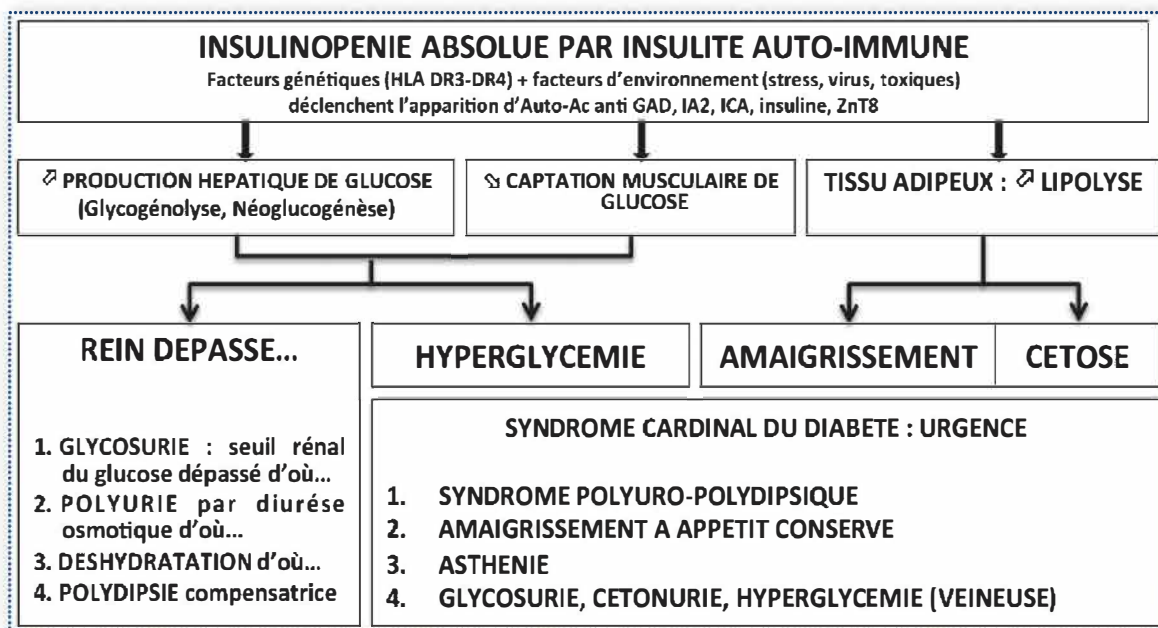 INSULINOPENIE ABSOLUE PAR INSULITE AUTO-IMMUNE
Facteurs génétiques (HLA DR3-DR4) + facteurs d'environnement (stress, virus, toxiques)
déclenchent l'apparition d'Auto-Ac anti GAD, IA2, ICA, insuline, ZnT8
⬀ PRODUCTION HEPATIQUE DE GLUCOSE
(Glycogénolyse, Néoglucogénèse)
⬂ CAPTATION MUSCULAIRE DE
GLUCOSE
TISSU ADIPEUX : ⬀ LIPOLYSE
REIN DEPASSE...
1. GLYCOSURIE : seuil rénal
du glucose dépassé d'où...
2. POLYURIE par diurése
osmotique d'où...
3. DESHYDRATATION d'où...
4. POLYDIPSIE compensatrice
HYPERGLYCEMIE
AMAIGRISSEMENT
CETOSE
SYNDROME CARDINAL DU DIABETE : URGENCE
1. SYNDROME POLYURO-POLYDIPSIQUE
2. AMAIGRISSEMENT A APPETIT CONSERVE
3. ASTHENIE
4. GLYCOSURIE, CETONURIE, HYPERGLYCEMIE (VEINEUSE)